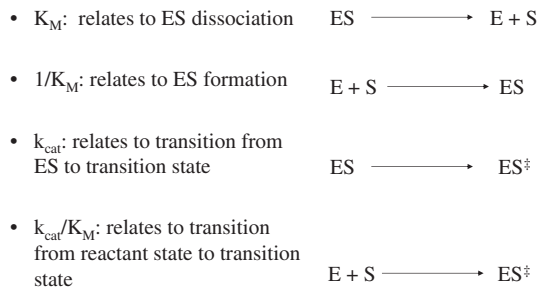 • K_M: relates to ES dissociation ES ⟶ E + S
• 1/K_M: relates to ES formation E + S ⟶ ES
• k_cat: relates to transition from
ES to transition state ES ⟶ ES‡
• k_cat/K_M: relates to transition
from reactant state to transition
state E + S ⟶ ES‡